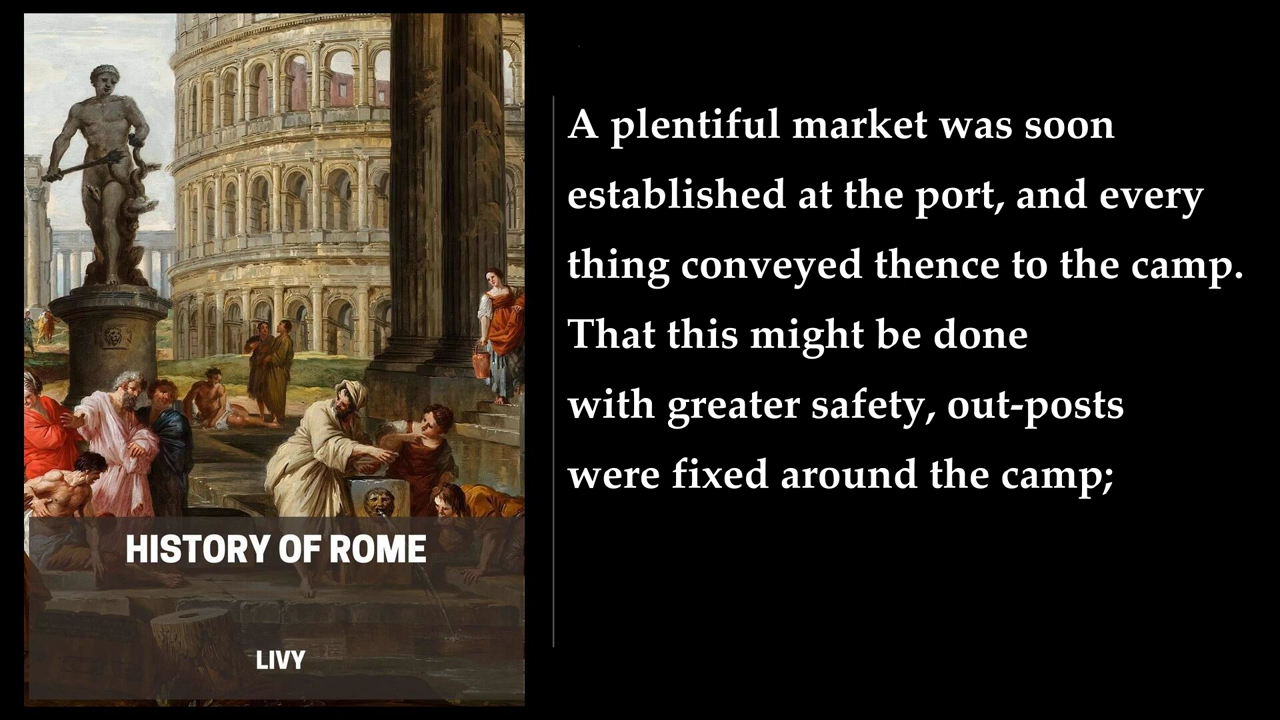 HISTORY OF ROME
LIVY
A plentiful market was soon
established at the port, and every
thing conveyed thence to the camp.
That this might be done
with greater safety, out-posts
were fixed around the camp;